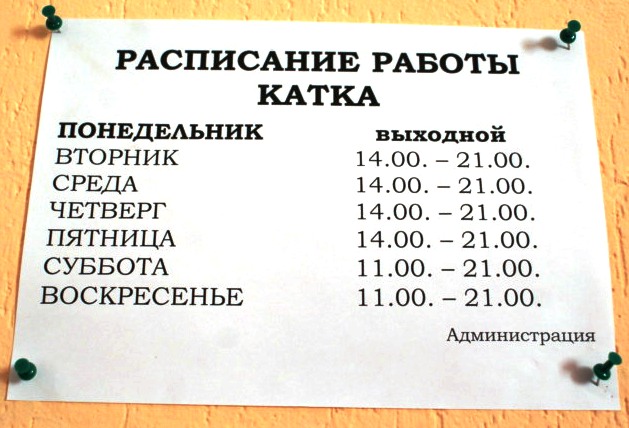 РАСПИСАНИЕ РАБОТЫ
КАТКА
ПОНЕДЕЛЬНИК выходной
ВТОРНИК 14.00. – 21.00.
СРЕДА 14.00. – 21.00.
ЧЕТВЕРГ 14.00. – 21.00.
ПЯТНИЦА 14.00. – 21.00.
СУББОТА 11.00. – 21.00.
ВОСКРЕСЕНЬЕ 11.00. – 21.00.
Администрация